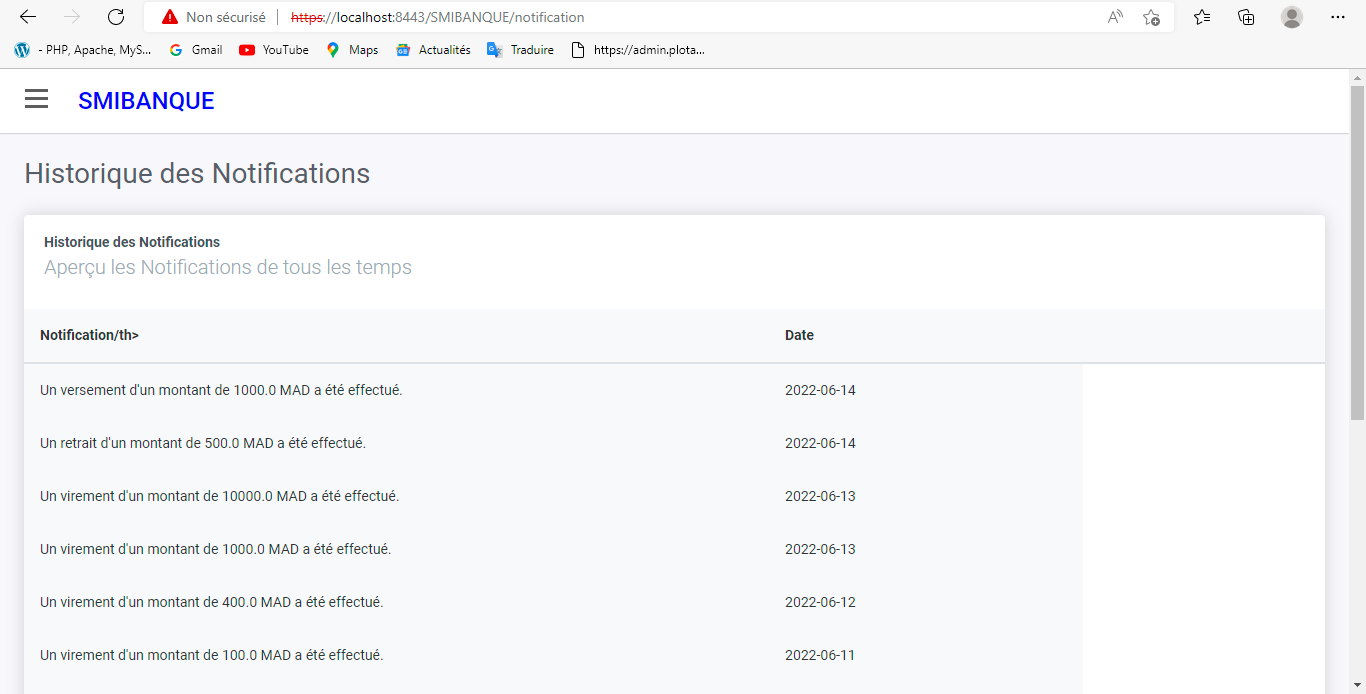 Non sécurisé | https://localhost:8443/SMIBANQUE/notification
- PHP, Apache, MyS... Gmail YouTube Maps Actualités Traduire https://admin.plota...
SMIBANQUE
Historique des Notifications
Historique des Notifications
Aperçu les Notifications de tous les temps
Notification/th> Date
Un versement d'un montant de 1000.0 MAD a été effectué. 2022-06-14
Un retrait d'un montant de 500.0 MAD a été effectué. 2022-06-14
Un virement d'un montant de 10000.0 MAD a été effectué. 2022-06-13
Un virement d'un montant de 1000.0 MAD a été effectué. 2022-06-13
Un virement d'un montant de 400.0 MAD a été effectué. 2022-06-12
Un virement d'un montant de 100.0 MAD a été effectué. 2022-06-11